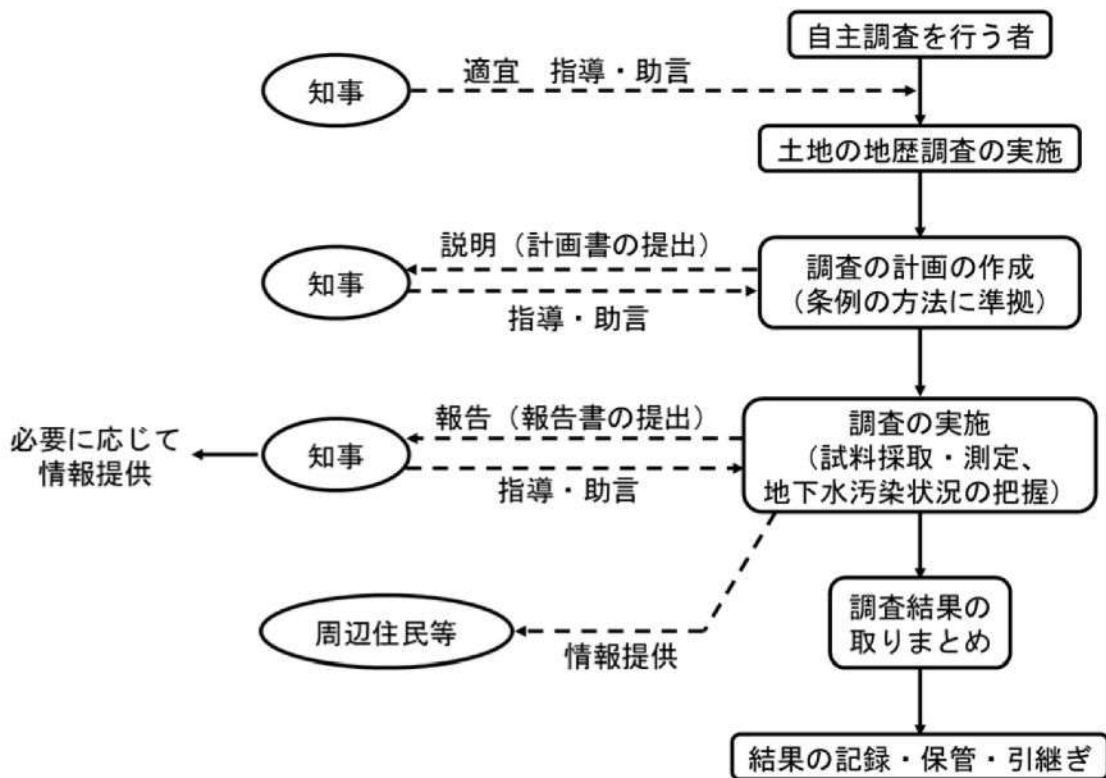 自主調査を行う者
知事
適宜　指導・助言
土地の地歴調査の実施
知事
説明（計画書の提出）
指導・助言
調査の計画の作成
（条例の方法に準拠）
必要に応じて
情報提供
知事
報告（報告書の提出）
指導・助言
調査の実施
（試料採取・測定、
地下水汚染状況の把握）
周辺住民等
情報提供
調査結果の
取りまとめ
結果の記録・保管・引継ぎ